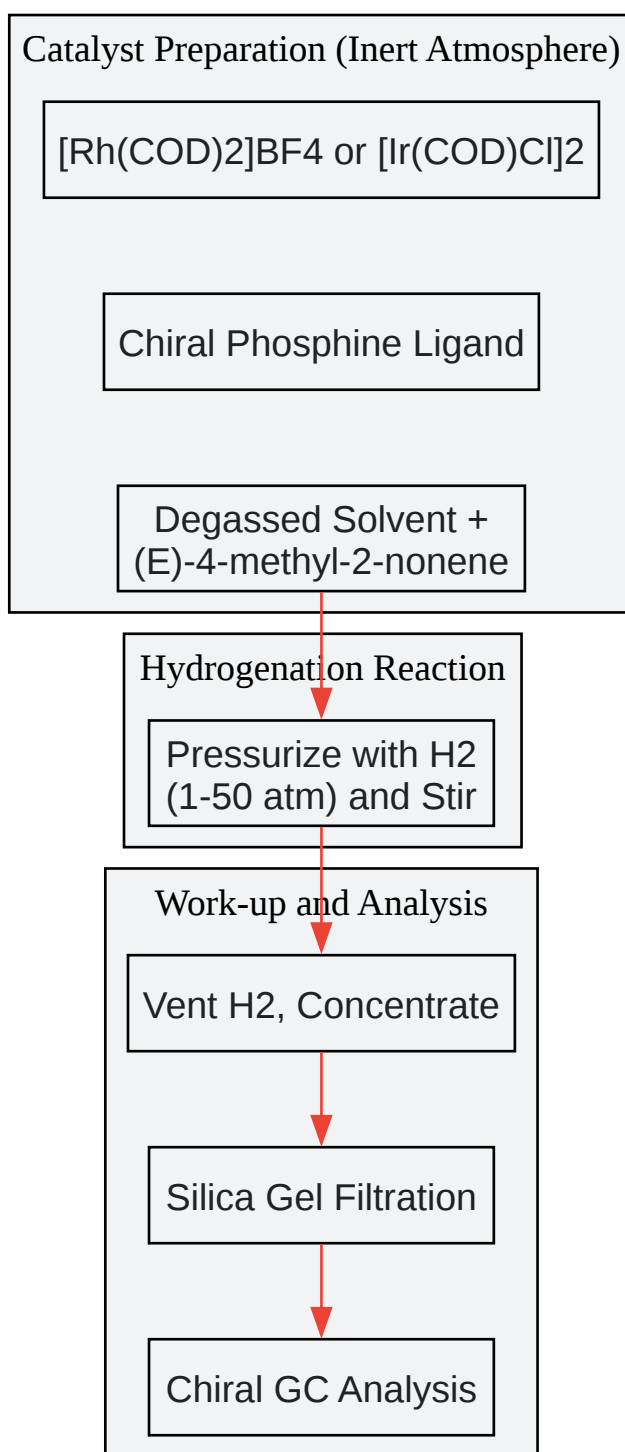 Catalyst Preparation (Inert Atmosphere)
[Rh(COD)2]BF4 or [Ir(COD)Cl]2
Chiral Phosphine Ligand
Degassed Solvent +
(E)-4-methyl-2-nonene
Hydrogenation Reaction
Pressurize with H2
(1-50 atm) and Stir
Work-up and Analysis
Vent H2, Concentrate
Silica Gel Filtration
Chiral GC Analysis